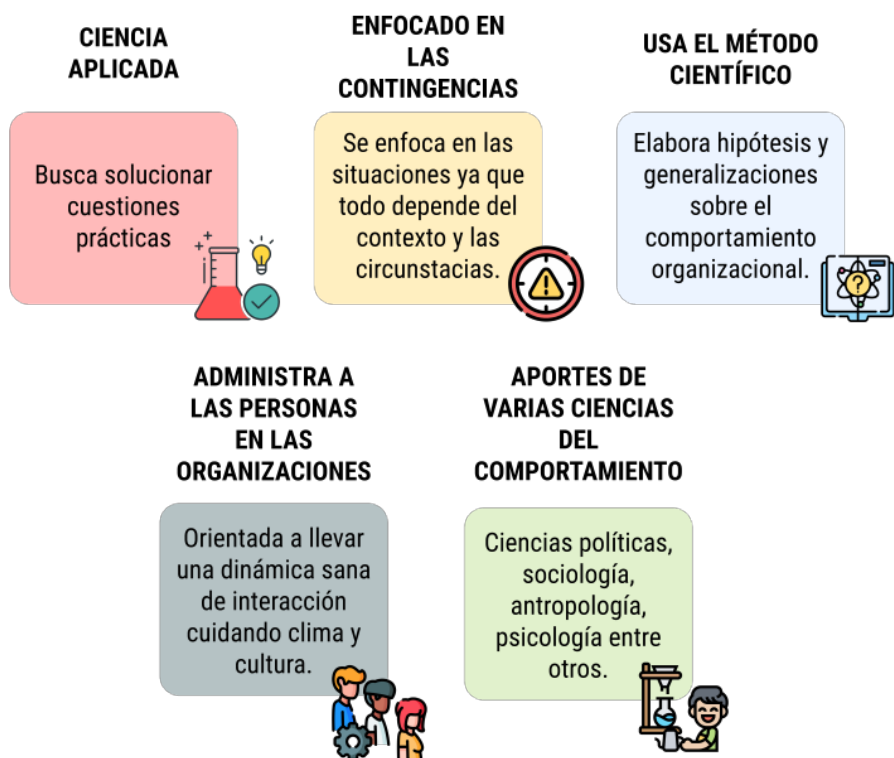 CIENCIA
APLICADA
Busca solucionar
cuestiones
prácticas
ENFOCADO EN
LAS
CONTINGENCIAS
Se enfoca en las
situaciones ya que
todo depende del
contexto y las
circunstacias.
USA EL MÉTODO
CIENTÍFICO
Elabora hipótesis y
generalizaciones
sobre el
comportamiento
organizacional.
?
ADMINISTRA A
LAS PERSONAS
EN LAS
ORGANIZACIONES
Orientada a llevar
una dinámica sana
de interacción
cuidando clima y
cultura.
APORTES DE
VARIAS CIENCIAS
DEL
COMPORTAMIENTO
Ciencias políticas,
sociología,
antropología,
psicología entre
otros.